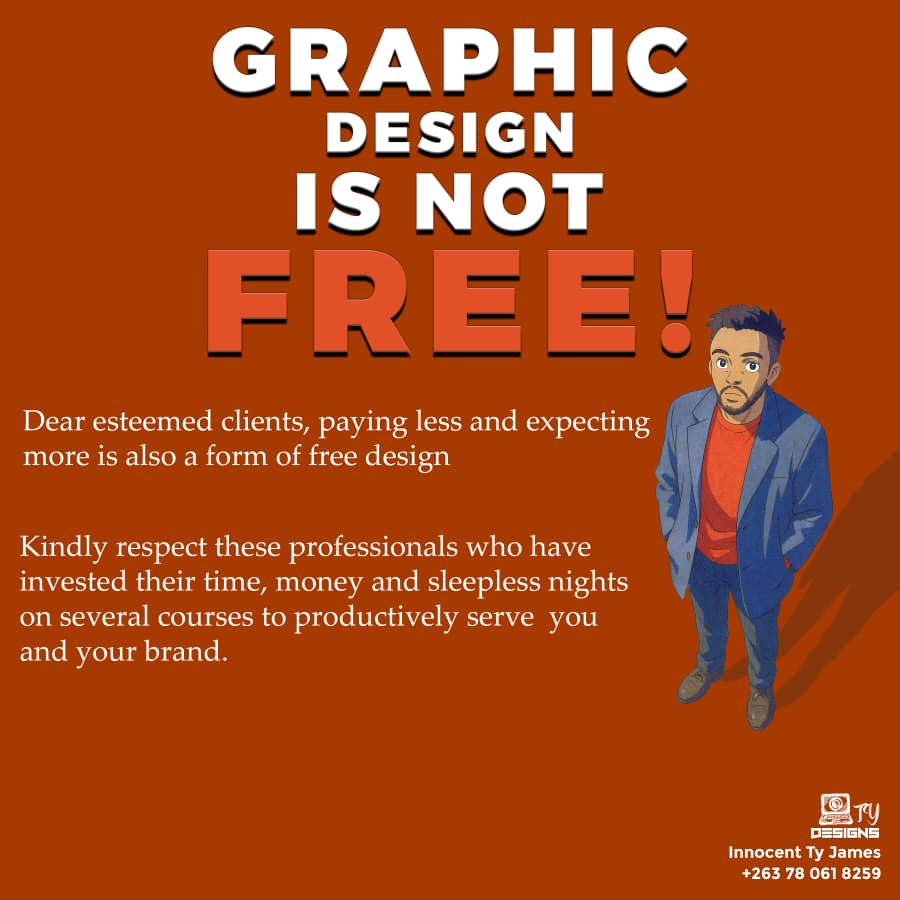 GRAPHIC
DESIGN
IS NOT
FREE!
Dear esteemed clients, paying less and expecting
more is also a form of free design
Kindly respect these professionals who have
invested their time, money and sleepless nights
on several courses to productively serve  you
and your brand.
TY
DESIGNS
Innocent Ty James
+263 78 061 8259